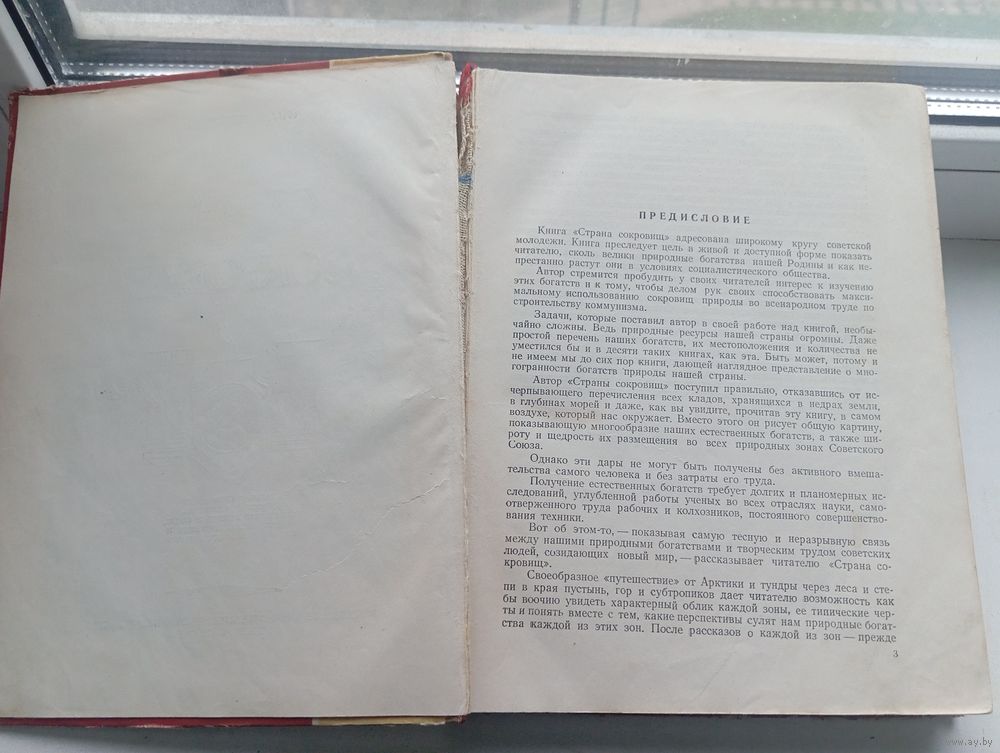 ПРЕДИСЛОВИЕ
Книга «Страна сокровищ» адресована широкому кругу советской
молодежи. Книга преследует цель в живой и доступной форме показать
читателю, сколь велики природные богатства нашей Родины и как не-
престанно растут они в условиях социалистического общества.
Автор стремится пробудить у своих читателей интерес к изучению
этих богатств и к тому, чтобы делом рук своих способствовать макси-
мальному использованию сокровищ природы во всенародном труде по
строительству коммунизма.
Задачи, которые поставил автор в своей работе над книгой, необы-
чайно сложны. Ведь природные ресурсы нашей страны огромны. Даже
простой перечень наших богатств, их местоположения и количества не
уместился бы и в десяти таких книгах, как эта. Быть может, потому и
не имеем мы до сих пор книги, дающей наглядное представление о мно-
гогранности богатств природы нашей страны.
Автор «Страны сокровищ» поступил правильно, отказавшись от ис-
черпывающего перечисления всех кладов, хранящихся в недрах земли,
в глубинах морей и даже, как вы увидите, прочитав эту книгу, в самом
воздухе, который нас окружает. Вместо этого он рисует общую картину,
показывающую многообразие наших естественных богатств, а также ши-
роту и щедрость их размещения во всех природных зонах Советского
Союза.
Однако эти дары не могут быть получены без активного вмеша-
тельства самого человека и без затраты его труда.
Получение естественных богатств требует долгих и планомерных ис-
следований, углубленной работы ученых во всех отраслях науки, само-
отверженного труда рабочих и колхозников, постоянного совершенство-
вания техники.
Вот об этом-то, — показывая самую тесную и неразрывную связь
между нашими природными богатствами и творческим трудом советских
людей, созидающих новый мир, — рассказывает читателю «Страна со-
кровищ».
Своеобразное «путешествие» от Арктики и тундры через леса и сте-
пи в края пустынь, гор и субтропиков дает читателю возможность как
бы воочию увидеть характерный облик каждой зоны, ее типические чер-
ты и понять вместе с тем, какие перспективы сулят нам природные богат-
ства каждой из этих зон. После рассказов о каждой из зон — прежде
3
www.ay.by